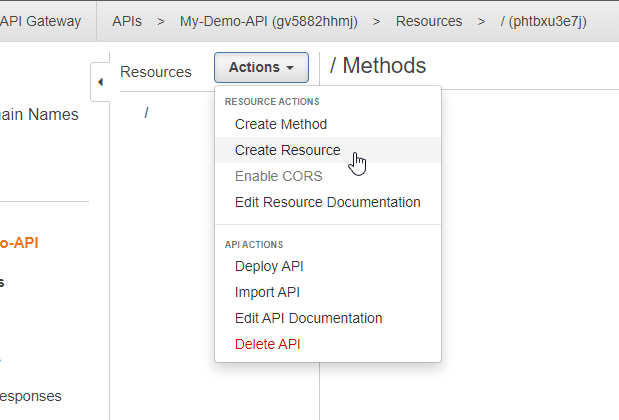 API Gateway APIs > My-Demo-API (gv5882hhmj) > Resources > / (phtbxu3e7j)
Resources Actions / Methods
/
RESOURCE ACTIONS
Create Method
Create Resource
Enable CORS
Edit Resource Documentation
API ACTIONS
Deploy API
Import API
Edit API Documentation
Delete API
ain Names
o-API
s
esponses